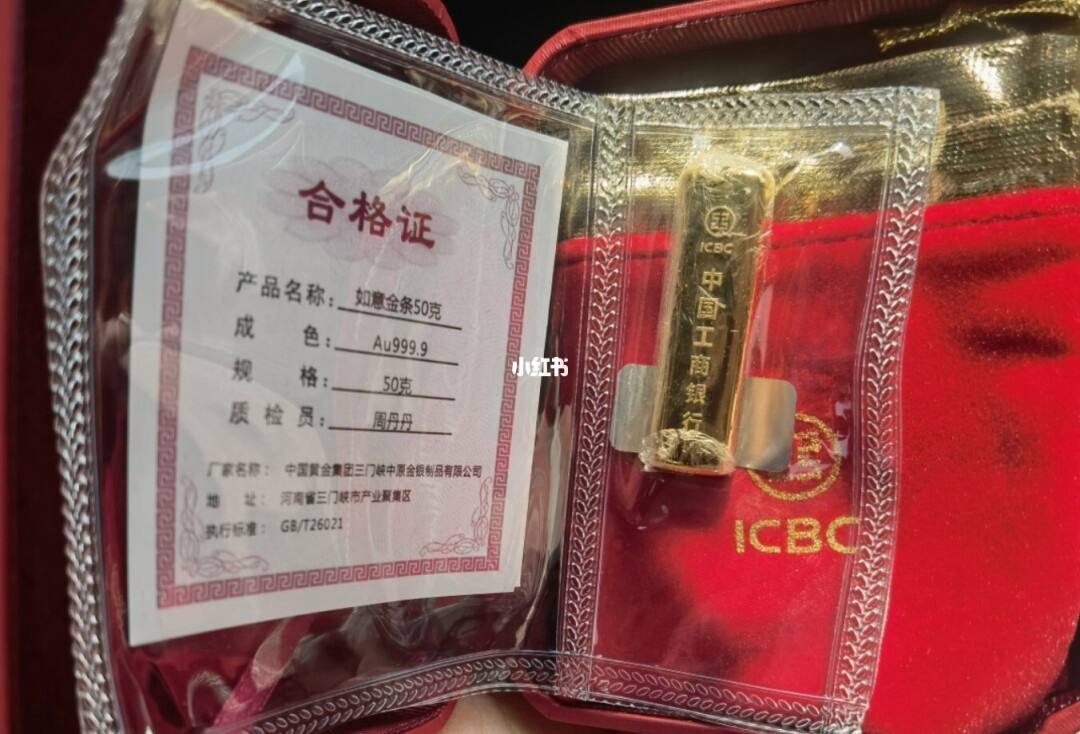 合格证
产品名称：如意金条50克
成 色：Au999.9
规 格：50克
质 检 员：周丹丹
厂家名称： 中国黄金集团三门峡中原金银制品有限公司
地 址： 河南省三门峡市产业聚集区
执行标准： GB/T26021
ICBC
中国工商银行
小红书
ICBC